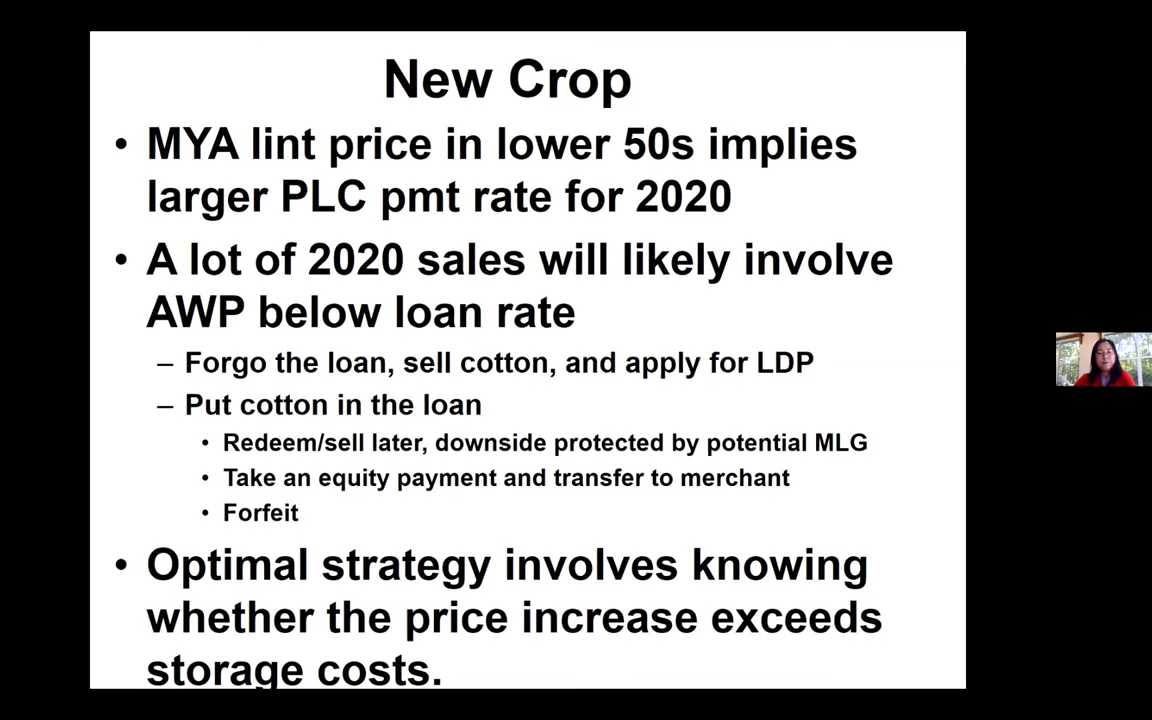 New Crop
• MYA lint price in lower 50s implies
larger PLC pmt rate for 2020
• A lot of 2020 sales will likely involve
AWP below loan rate
– Forgo the loan, sell cotton, and apply for LDP
– Put cotton in the loan
• Redeem/sell later, downside protected by potential MLG
• Take an equity payment and transfer to merchant
• Forfeit
• Optimal strategy involves knowing
whether the price increase exceeds
storage costs.